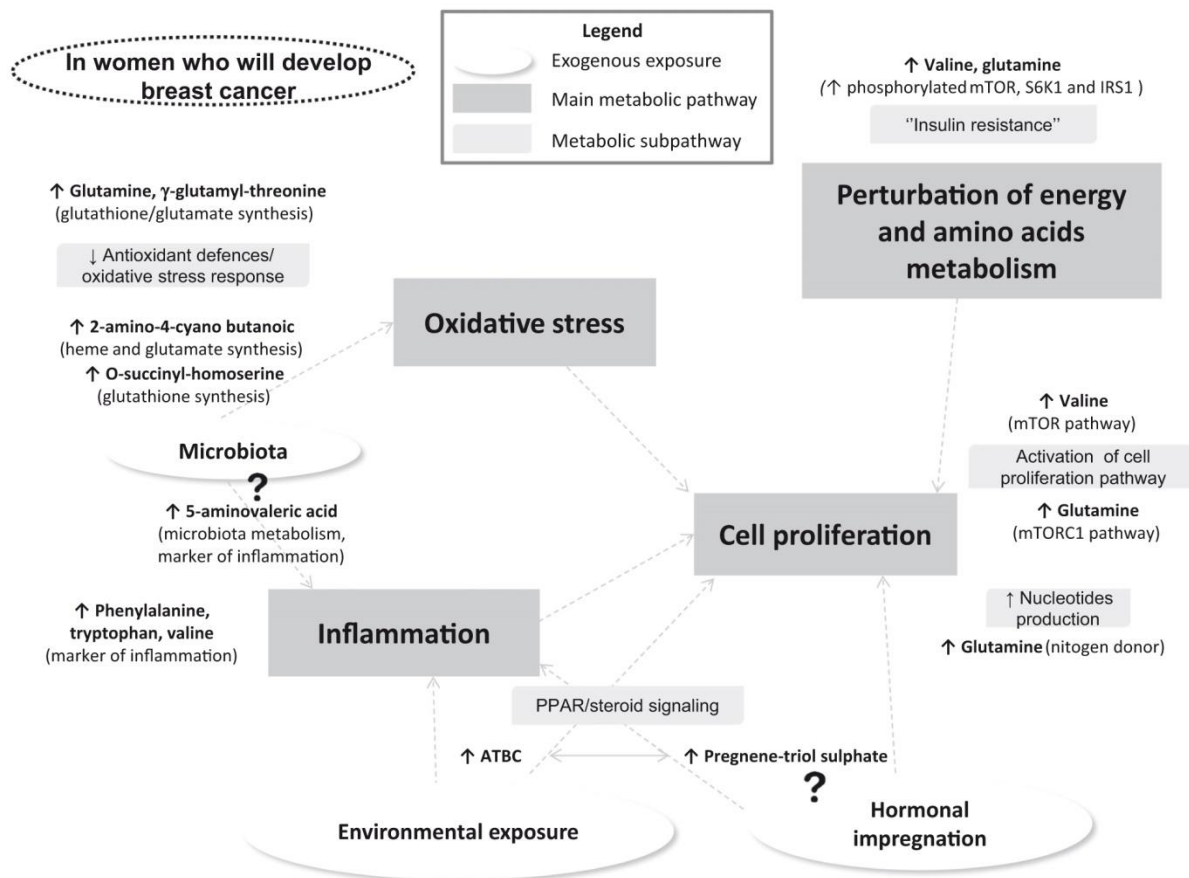 In women who will develop
breast cancer
Legend
Exogenous exposure
Main metabolic pathway
Metabolic subpathway
↑ Valine, glutamine
(↑ phosphorylated mTOR, S6K1 and IRS1 )
"Insulin resistance"
Perturbation of energy
and amino acids
metabolism
↑ Glutamine, γ-glutamyl-threonine
(glutathione/glutamate synthesis)
↓ Antioxidant defences/
oxidative stress response
Oxidative stress
↑ 2-amino-4-cyano butanoic
(heme and glutamate synthesis)
↑ O-succinyl-homoserine
(glutathione synthesis)
Microbiota
?
↑ 5-aminovaleric acid
(microbiota metabolism,
marker of inflammation)
↑ Valine
(mTOR pathway)
Activation of cell
proliferation pathway
↑ Glutamine
(mTORC1 pathway)
Cell proliferation
↑ Phenylalanine,
tryptophan, valine
(marker of inflammation)
Inflammation
↑ Nucleotides
production
↑ Glutamine (nitogen donor)
PPAR/steroid signaling
↑ ATBC
↑ Pregnene-triol sulphate
?
Environmental exposure
Hormonal
impregnation